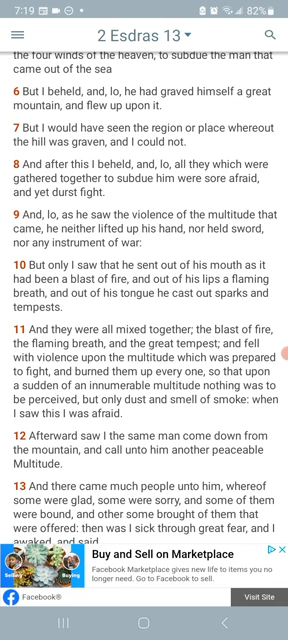 7:19
82%
2 Esdras 13
the four winds of the heaven, to subdue the man that
came out of the sea
6 But I beheld, and, lo, he had graved himself a great
mountain, and flew up upon it.
7 But I would have seen the region or place whereout
the hill was graven, and I could not.
8 And after this I beheld, and, lo, all they which were
gathered together to subdue him were sore afraid,
and yet durst fight.
9 And, lo, as he saw the violence of the multitude that
came, he neither lifted up his hand, nor held sword,
nor any instrument of war:
10 But only I saw that he sent out of his mouth as it
had been a blast of fire, and out of his lips a flaming
breath, and out of his tongue he cast out sparks and
tempests.
11 And they were all mixed together; the blast of fire,
the flaming breath, and the great tempest; and fell
with violence upon the multitude which was prepared
to fight, and burned them up every one, so that upon
a sudden of an innumerable multitude nothing was to
be perceived, but only dust and smell of smoke: when
I saw this I was afraid.
12 Afterward saw I the same man come down from
the mountain, and call unto him another peaceable
Multitude.
13 And there came much people unto him, whereof
some were glad, some were sorry, and some of them
were bound, and other some brought of them that
were offered: then was I sick through great fear, and I
awaked, and said,
Selling
Buying
Buy and Sell on Marketplace
Facebook Marketplace gives new life to items you no
longer need. Go to Facebook to sell.
Facebook®
Visit Site